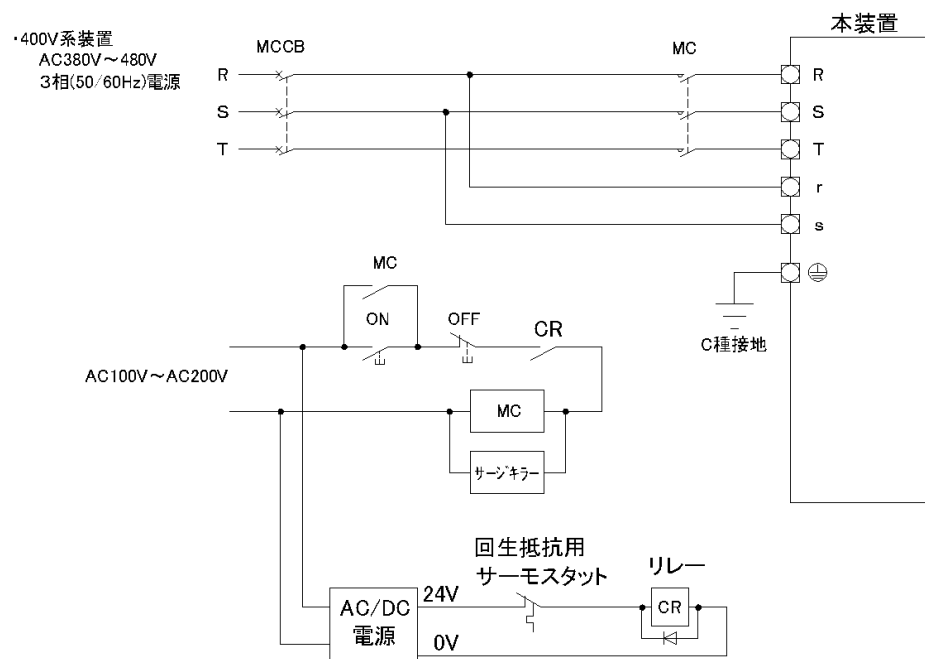 本装置
・400V系装置
AC380V～480V
3相(50/60Hz)電源
MCCB
MC
R
R
S
S
T
T
r
s
C種接地
MC
ON
OFF
CR
AC100V～AC200V
MC
サージキラー
回生抵抗用
サーモスタット
リレー
AC/DC
電源
24V
0V
CR